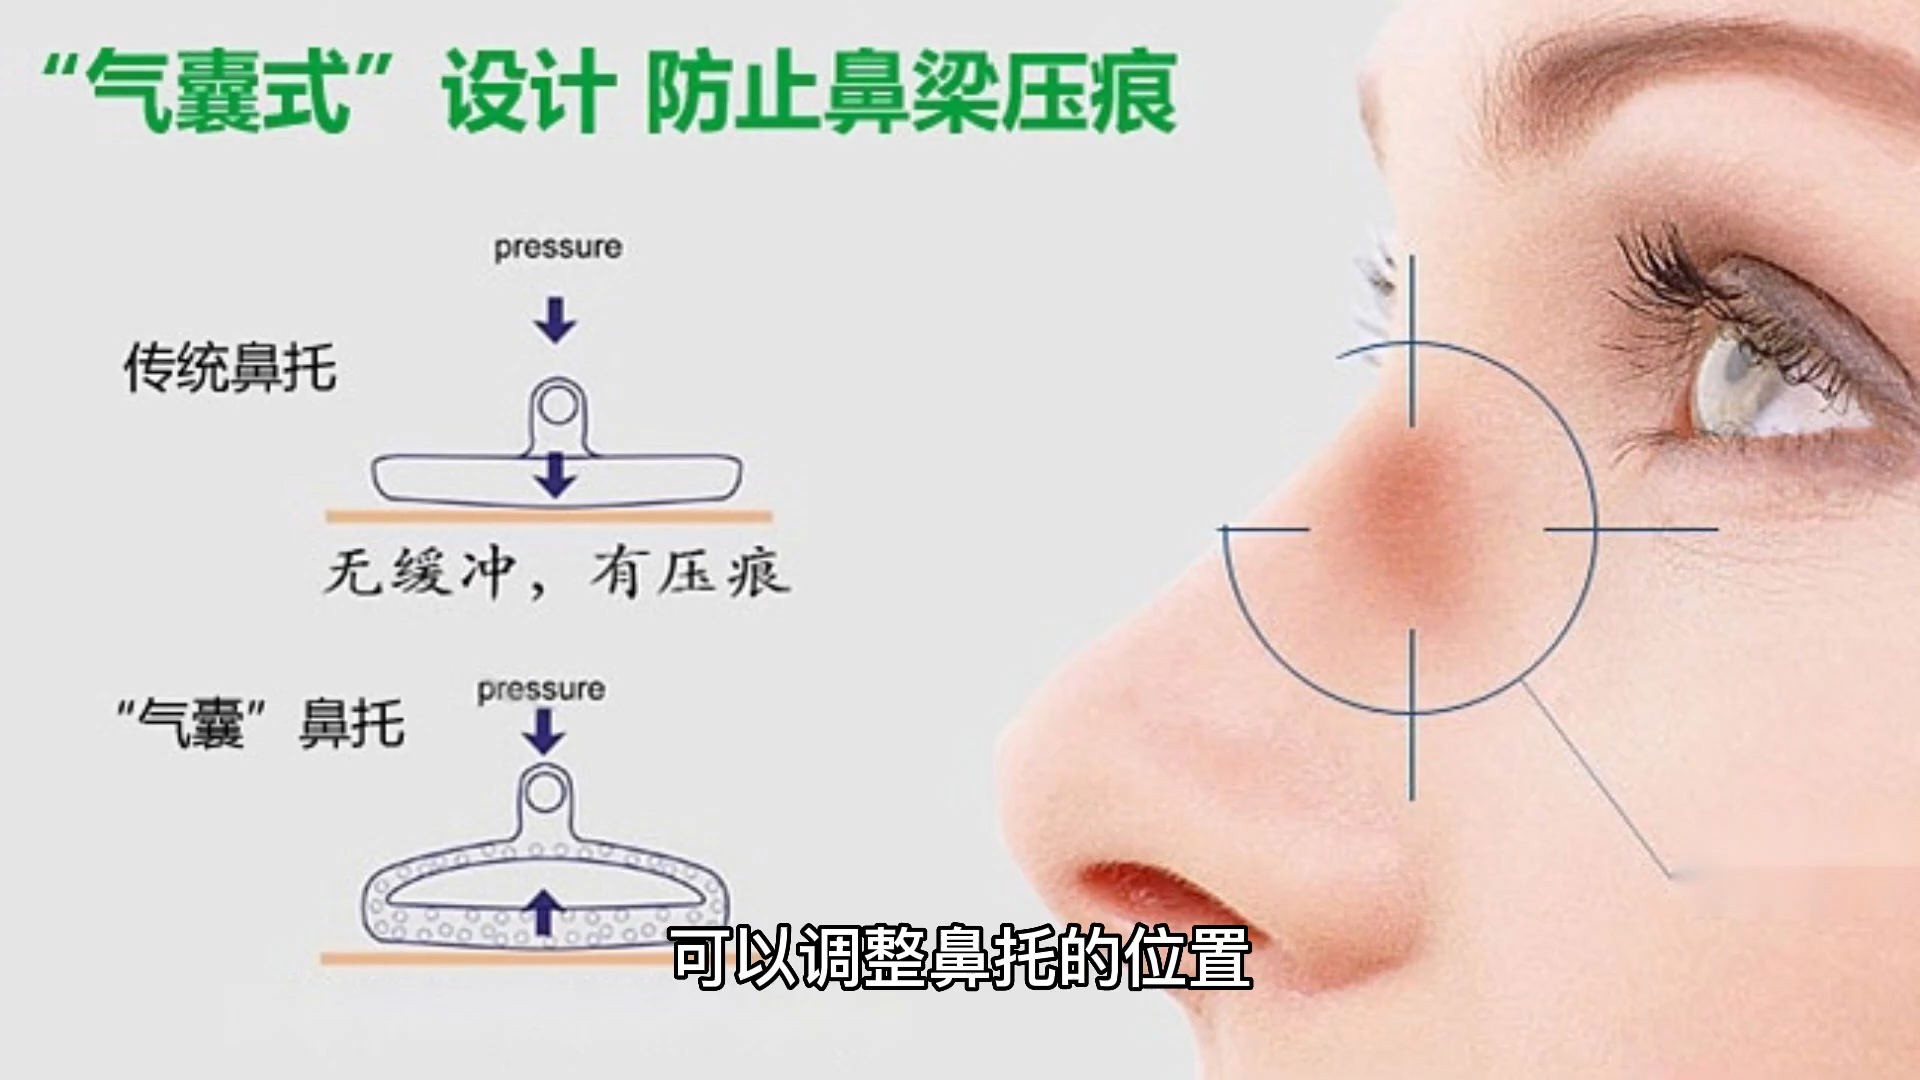 “气囊式”设计 防止鼻梁压痕
pressure
传统鼻托
无缓冲，有压痕
pressure
“气囊”鼻托
可以调整鼻托的位置